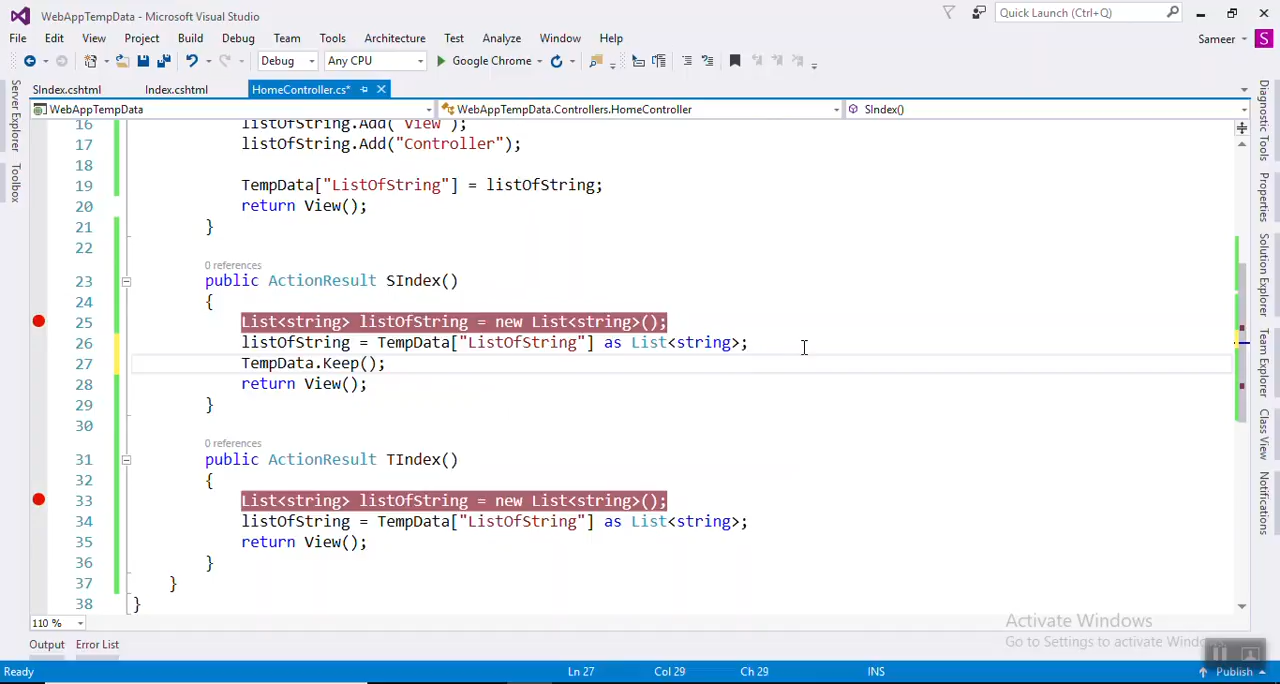 WebAppTempData - Microsoft Visual Studio
Quick Launch (Ctrl+Q)
File Edit View Project Build Debug Team Tools Architecture Test Analyze Window Help
Sameer S
Debug Any CPU Google Chrome
SIndex.cshtml Index.cshtml HomeController.cs*
WebAppTempData WebAppTempData.Controllers.HomeController SIndex()
Server Explorer
Toolbox
16 listOfString.Add("View");
17 listOfString.Add("Controller");
18
19 TempData["ListOfString"] = listOfString;
20 return View();
21 }
22
0 references
23 public ActionResult SIndex()
24 {
25 List<string> listOfString = new List<string>();
26 listOfString = TempData["ListOfString"] as List<string>;
27 TempData.Keep();
28 return View();
29 }
30
0 references
31 public ActionResult TIndex()
32 {
33 List<string> listOfString = new List<string>();
34 listOfString = TempData["ListOfString"] as List<string>;
35 return View();
36 }
37 }
38 }
Diagnostic Tools
Properties
Solution Explorer
Team Explorer
Class View
Notifications
110 %
Activate Windows
Go to Settings to activate Windows
Output Error List
Ready Ln 27 Col 29 Ch 29 INS Publish